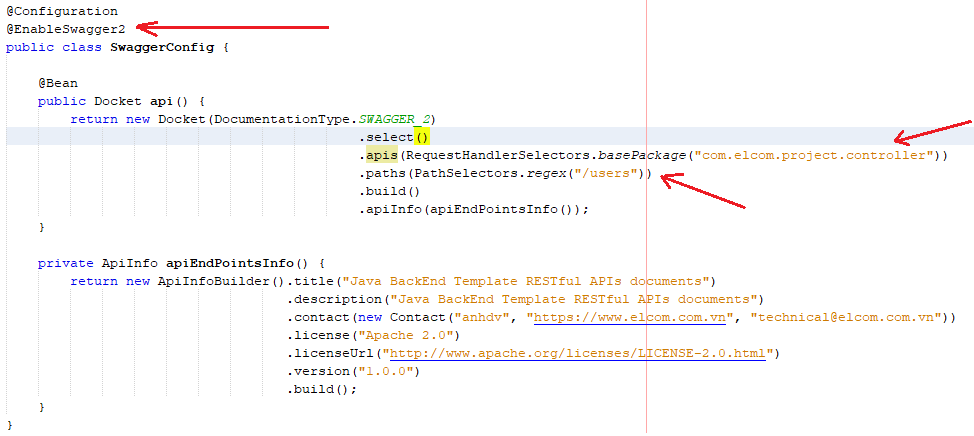 @Configuration
@EnableSwagger2
public class SwaggerConfig {
@Bean
public Docket api() {
return new Docket(DocumentationType.SWAGGER_2)
.select()
.apis(RequestHandlerSelectors.basePackage("com.elcom.project.controller"))
.paths(PathSelectors.regex("/users"))
.build()
.apiInfo(apiEndPointsInfo());
}
private ApiInfo apiEndPointsInfo() {
return new ApiInfoBuilder().title("Java BackEnd Template RESTful APIs documents")
.description("Java BackEnd Template RESTful APIs documents")
.contact(new Contact("anhdv", "https://www.elcom.com.vn", "technical@elcom.com.vn"))
.license("Apache 2.0")
.licenseUrl("http://www.apache.org/licenses/LICENSE-2.0.html")
.version("1.0.0")
.build();
}
}